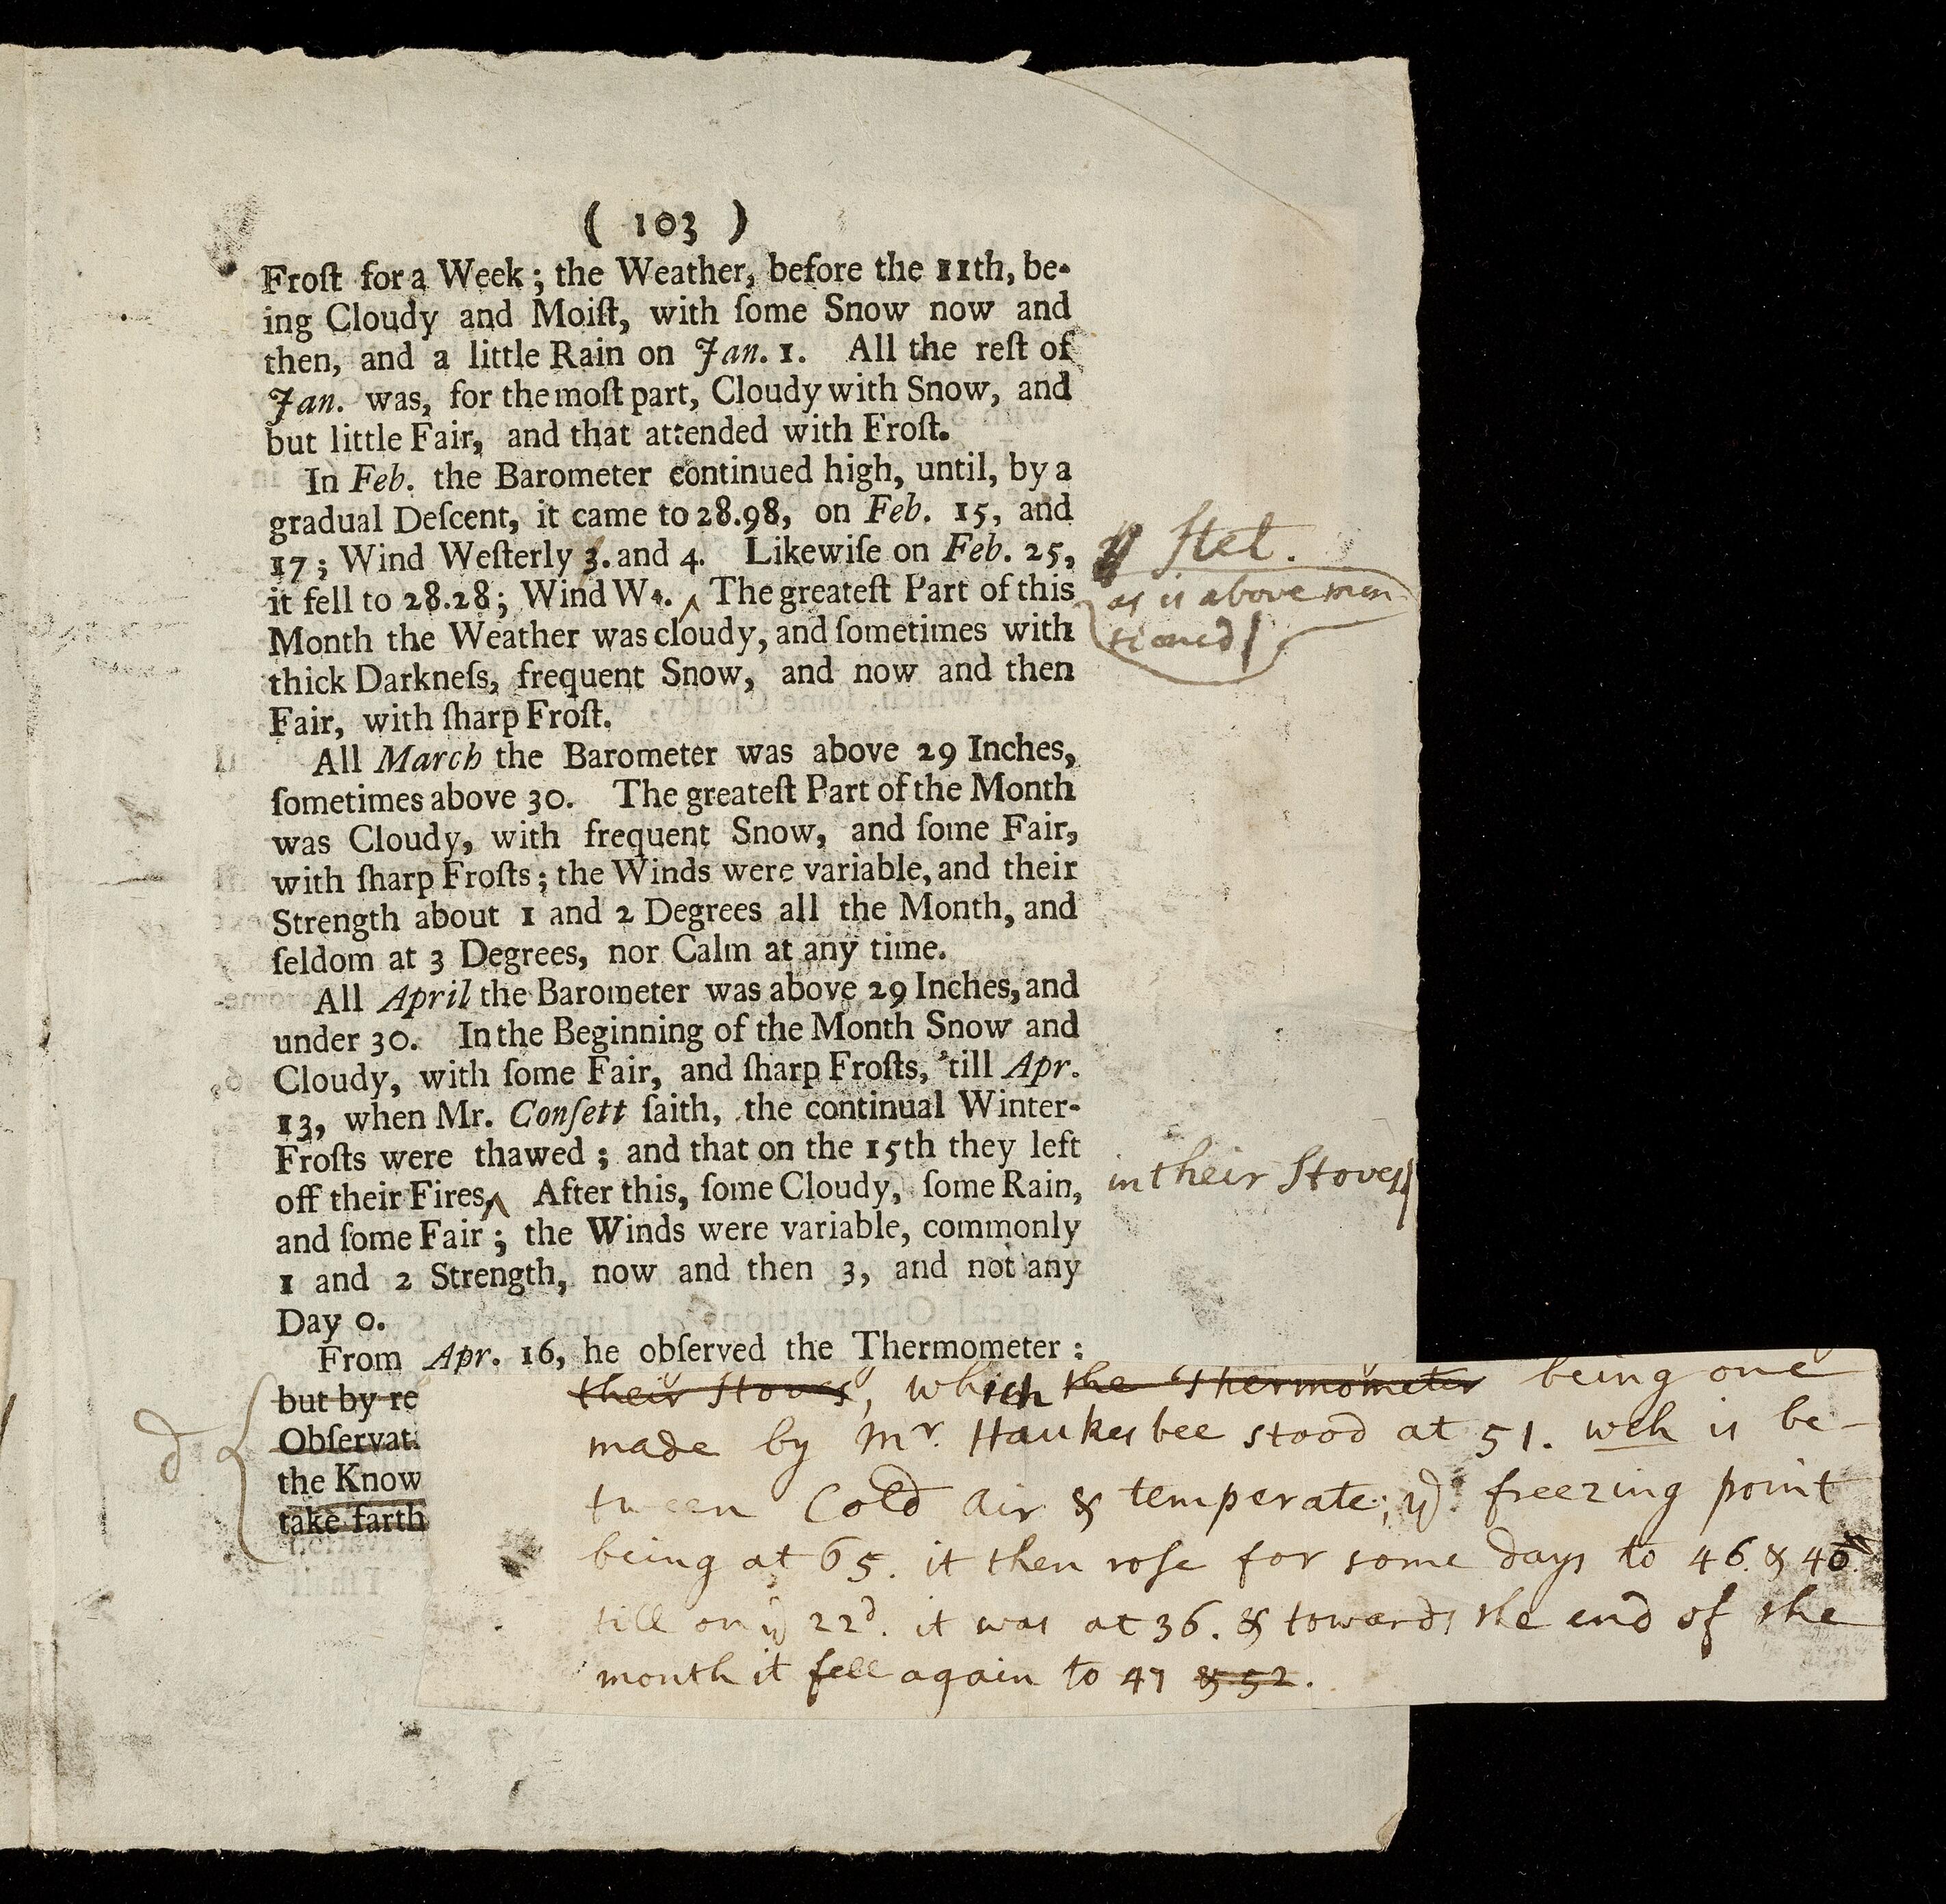 ( 103 )
Froſt for a Week ; the Weather, before the 11th, be-
ing Cloudy and Moiſt, with ſome Snow now and
then, and a little Rain on Jan. 1. All the reſt of
Jan. was, for the moſt part, Cloudy with Snow, and
but little Fair, and that attended with Froſt.
In Feb. the Barometer continued high, until, by a
gradual Deſcent, it came to 28.98, on Feb. 15, and
17 ; Wind Weſterly 3. and 4. Likewiſe on Feb. 25,
Stet.
it fell to 28.28 ; Wind W4. ‸ The greateſt Part of this
as is above men
tioned
Month the Weather was cloudy, and ſometimes with
thick Darkneſs, frequent Snow, and now and then
Fair, with ſharp Froſt.
All March the Barometer was above 29 Inches,
ſometimes above 30. The greateſt Part of the Month
was Cloudy, with frequent Snow, and ſome Fair,
with ſharp Froſts ; the Winds were variable, and their
Strength about 1 and 2 Degrees all the Month, and
ſeldom at 3 Degrees, nor Calm at any time.
All April the Barometer was above 29 Inches, and
under 30. In the Beginning of the Month Snow and
Cloudy, with ſome Fair, and ſharp Froſts, 'till Apr.
13, when Mr. Conſett ſaith, the continual Winter-
Froſts were thawed ; and that on the 15th they left
off their Fires‸ After this, ſome Cloudy, ſome Rain,
in their Stoves
and ſome Fair ; the Winds were variable, commonly
1 and 2 Strength, now and then 3, and not any
Day 0.
From Apr. 16, he obſerved the Thermometer :
but by re
Obſervat
the Know
take farth
their Stoves, which the Thermometer being one
made by Mr. Haukesbee stood at 51. wch is be-
tween Cold Air & temperate; ye freezing point
being at 65. it then rose for some days to 46. & 40
till on ye 22d. it was at 36. & towards the end of the
month it fell again to 47 & 52.